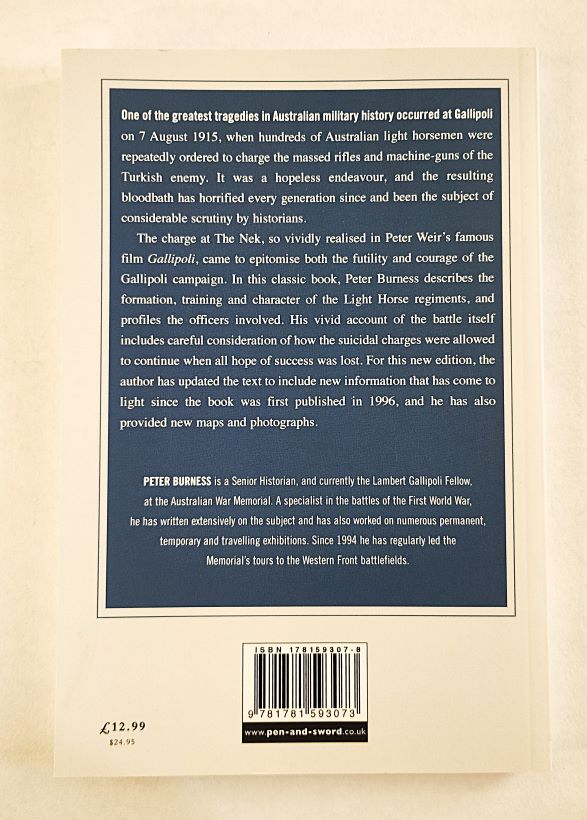 One of the greatest tragedies in Australian military history occurred at Gallipoli
on 7 August 1915, when hundreds of Australian light horsemen were
repeatedly ordered to charge the massed rifles and machine-guns of the
Turkish enemy. It was a hopeless endeavour, and the resulting
bloodbath has horrified every generation since and been the subject of
considerable scrutiny by historians.
The charge at The Nek, so vividly realised in Peter Weir's famous
film Gallipoli, came to epitomise both the futility and courage of the
Gallipoli campaign. In this classic book, Peter Burness describes the
formation, training and character of the Light Horse regiments, and
profiles the officers involved. His vivid account of the battle itself
includes careful consideration of how the suicidal charges were allowed
to continue when all hope of success was lost. For this new edition, the
author has updated the text to include new information that has come to
light since the book was first published in 1996, and he has also
provided new maps and photographs.
PETER BURNESS is a Senior Historian, and currently the Lambert Gallipoli Fellow,
at the Australian War Memorial. A specialist in the battles of the First World War,
he has written extensively on the subject and has also worked on numerous permanent,
temporary and travelling exhibitions. Since 1994 he has regularly led the
Memorial's tours to the Western Front battlefields.
ISBN 178159307-8
9 781781 593073
www.pen-and-sword.co.uk
£12.99
$24.95